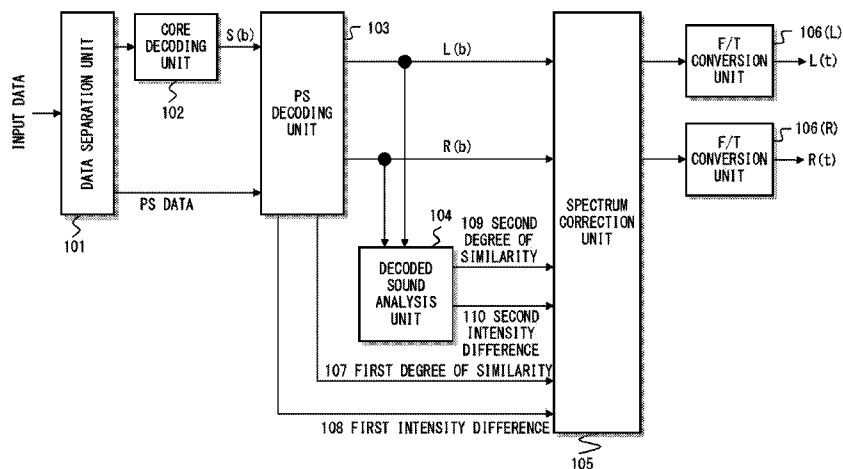 INPUT DATA
DATA SEPARATION UNIT
101
CORE
DECODING
UNIT
102
S(b)
PS DATA
PS
DECODING
UNIT
103
L(b)
R(b)
104
DECODED
SOUND
ANALYSIS
UNIT
109 SECOND
DEGREE OF
SIMILARITY
110 SECOND
INTENSITY
DIFFERENCE
107 FIRST DEGREE OF SIMILARITY
108 FIRST INTENSITY DIFFERENCE
SPECTRUM
CORRECTION
UNIT
105
F/T
CONVERSION
UNIT
106(L)
L(t)
F/T
CONVERSION
UNIT
106(R)
R(t)